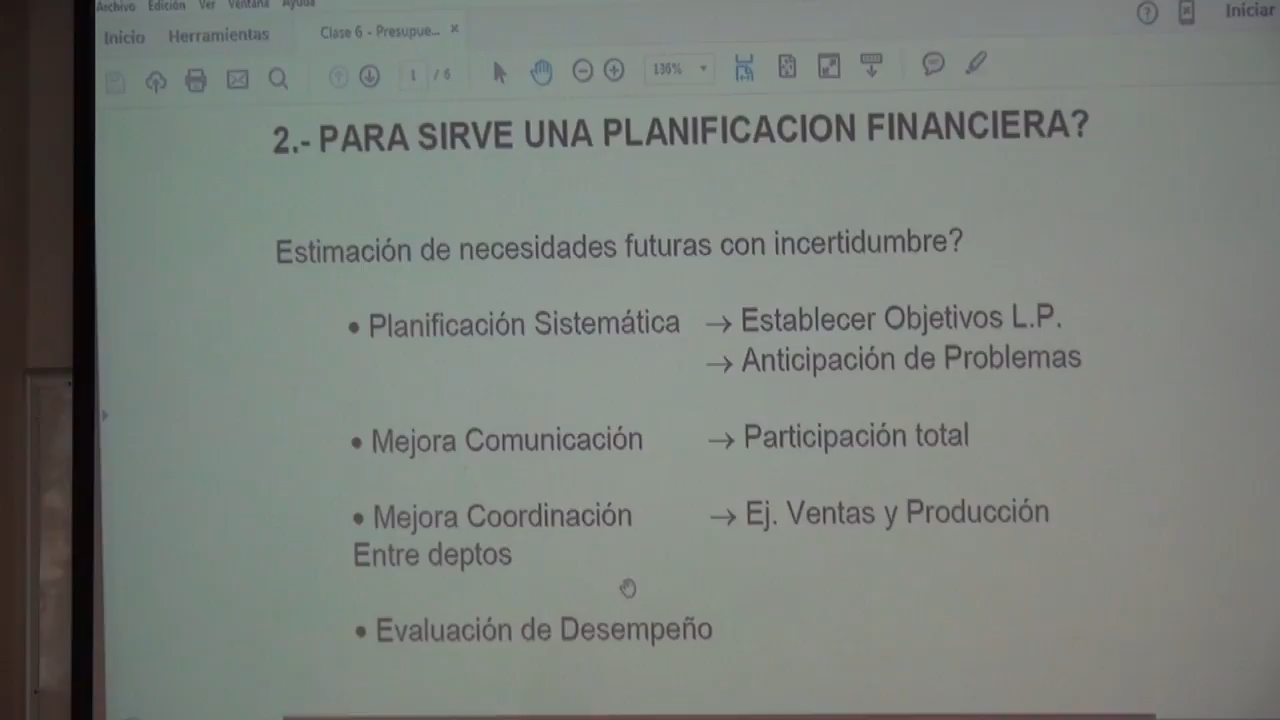 Archivo Edición Ver Ventana Ayuda
Inicio Herramientas Clase 6 - Presupue... × Iniciar
1 / 6 136%
2.- PARA SIRVE UNA PLANIFICACION FINANCIERA?
Estimación de necesidades futuras con incertidumbre?
• Planificación Sistemática → Establecer Objetivos L.P.
→ Anticipación de Problemas
• Mejora Comunicación → Participación total
• Mejora Coordinación → Ej. Ventas y Producción
Entre deptos
• Evaluación de Desempeño